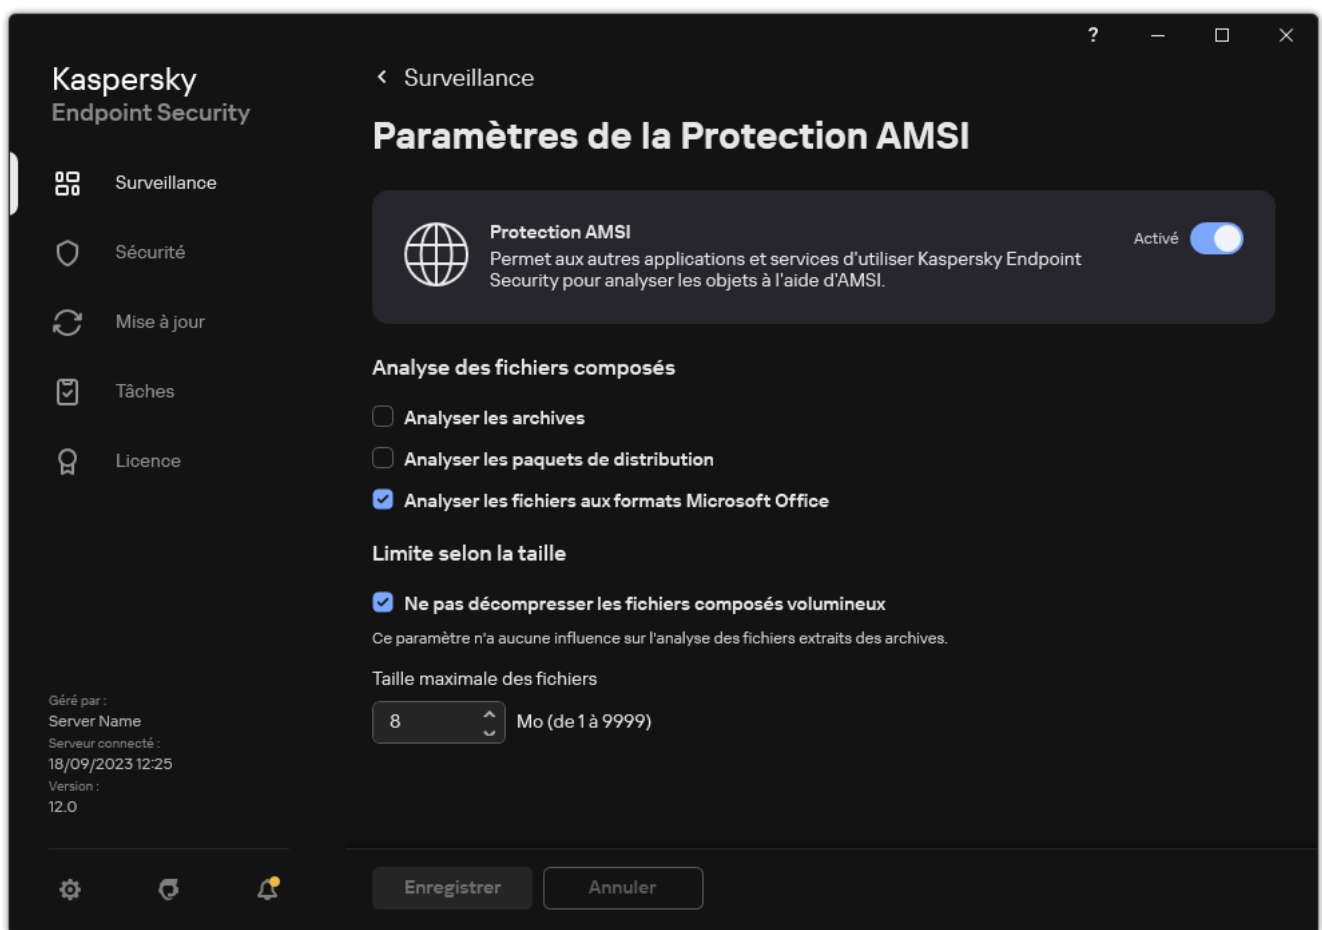 ?
Kaspersky
Endpoint Security
Surveillance
Sécurité
Mise à jour
Tâches
Licence
Géré par :
Server Name
Serveur connecté :
18/09/2023 12:25
Version :
12.0
Surveillance
Paramètres de la Protection AMSI
Protection AMSI
Permet aux autres applications et services d'utiliser Kaspersky Endpoint
Security pour analyser les objets à l'aide d'AMSI.
Activé
Analyse des fichiers composés
Analyser les archives
Analyser les paquets de distribution
Analyser les fichiers aux formats Microsoft Office
Limite selon la taille
Ne pas décompresser les fichiers composés volumineux
Ce paramètre n'a aucune influence sur l'analyse des fichiers extraits des archives.
Taille maximale des fichiers
8 Mo (de 1 à 9999)
Enregistrer
Annuler